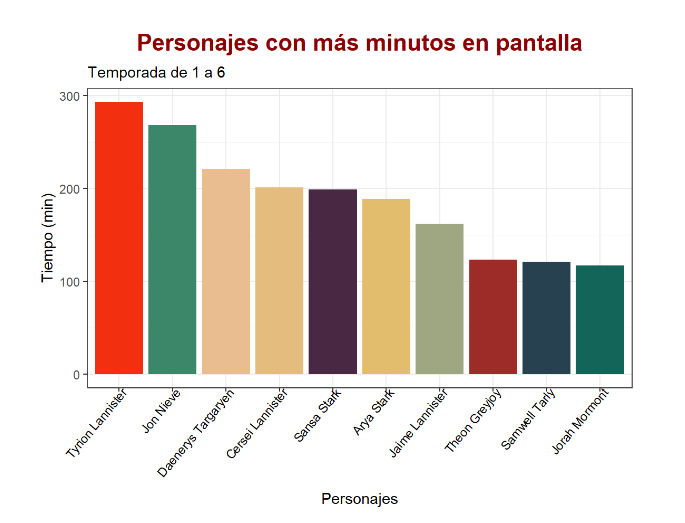 Personajes con más minutos en pantalla
Temporada de 1 a 6
Tiempo (min)
300
200
100
0
Tyrion Lannister
Jon Nieve
Daenerys Targaryen
Cersei Lannister
Sansa Stark
Arya Stark
Jaime Lannister
Theon Greyjoy
Samwell Tarly
Jorah Mormont
Personajes